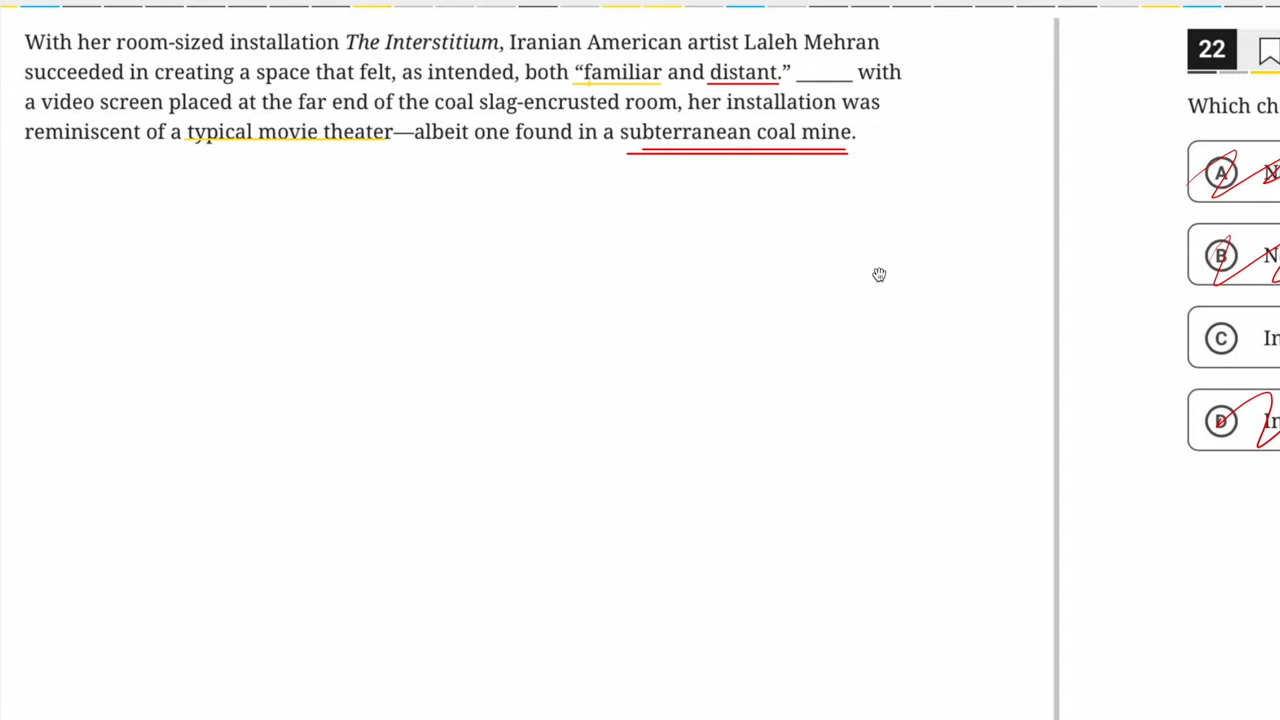 With her room-sized installation The Interstitium, Iranian American artist Laleh Mehran
succeeded in creating a space that felt, as intended, both “familiar and distant.” ______ with
a video screen placed at the far end of the coal slag-encrusted room, her installation was
reminiscent of a typical movie theater—albeit one found in a subterranean coal mine.
22
Which ch
A
B
C
D